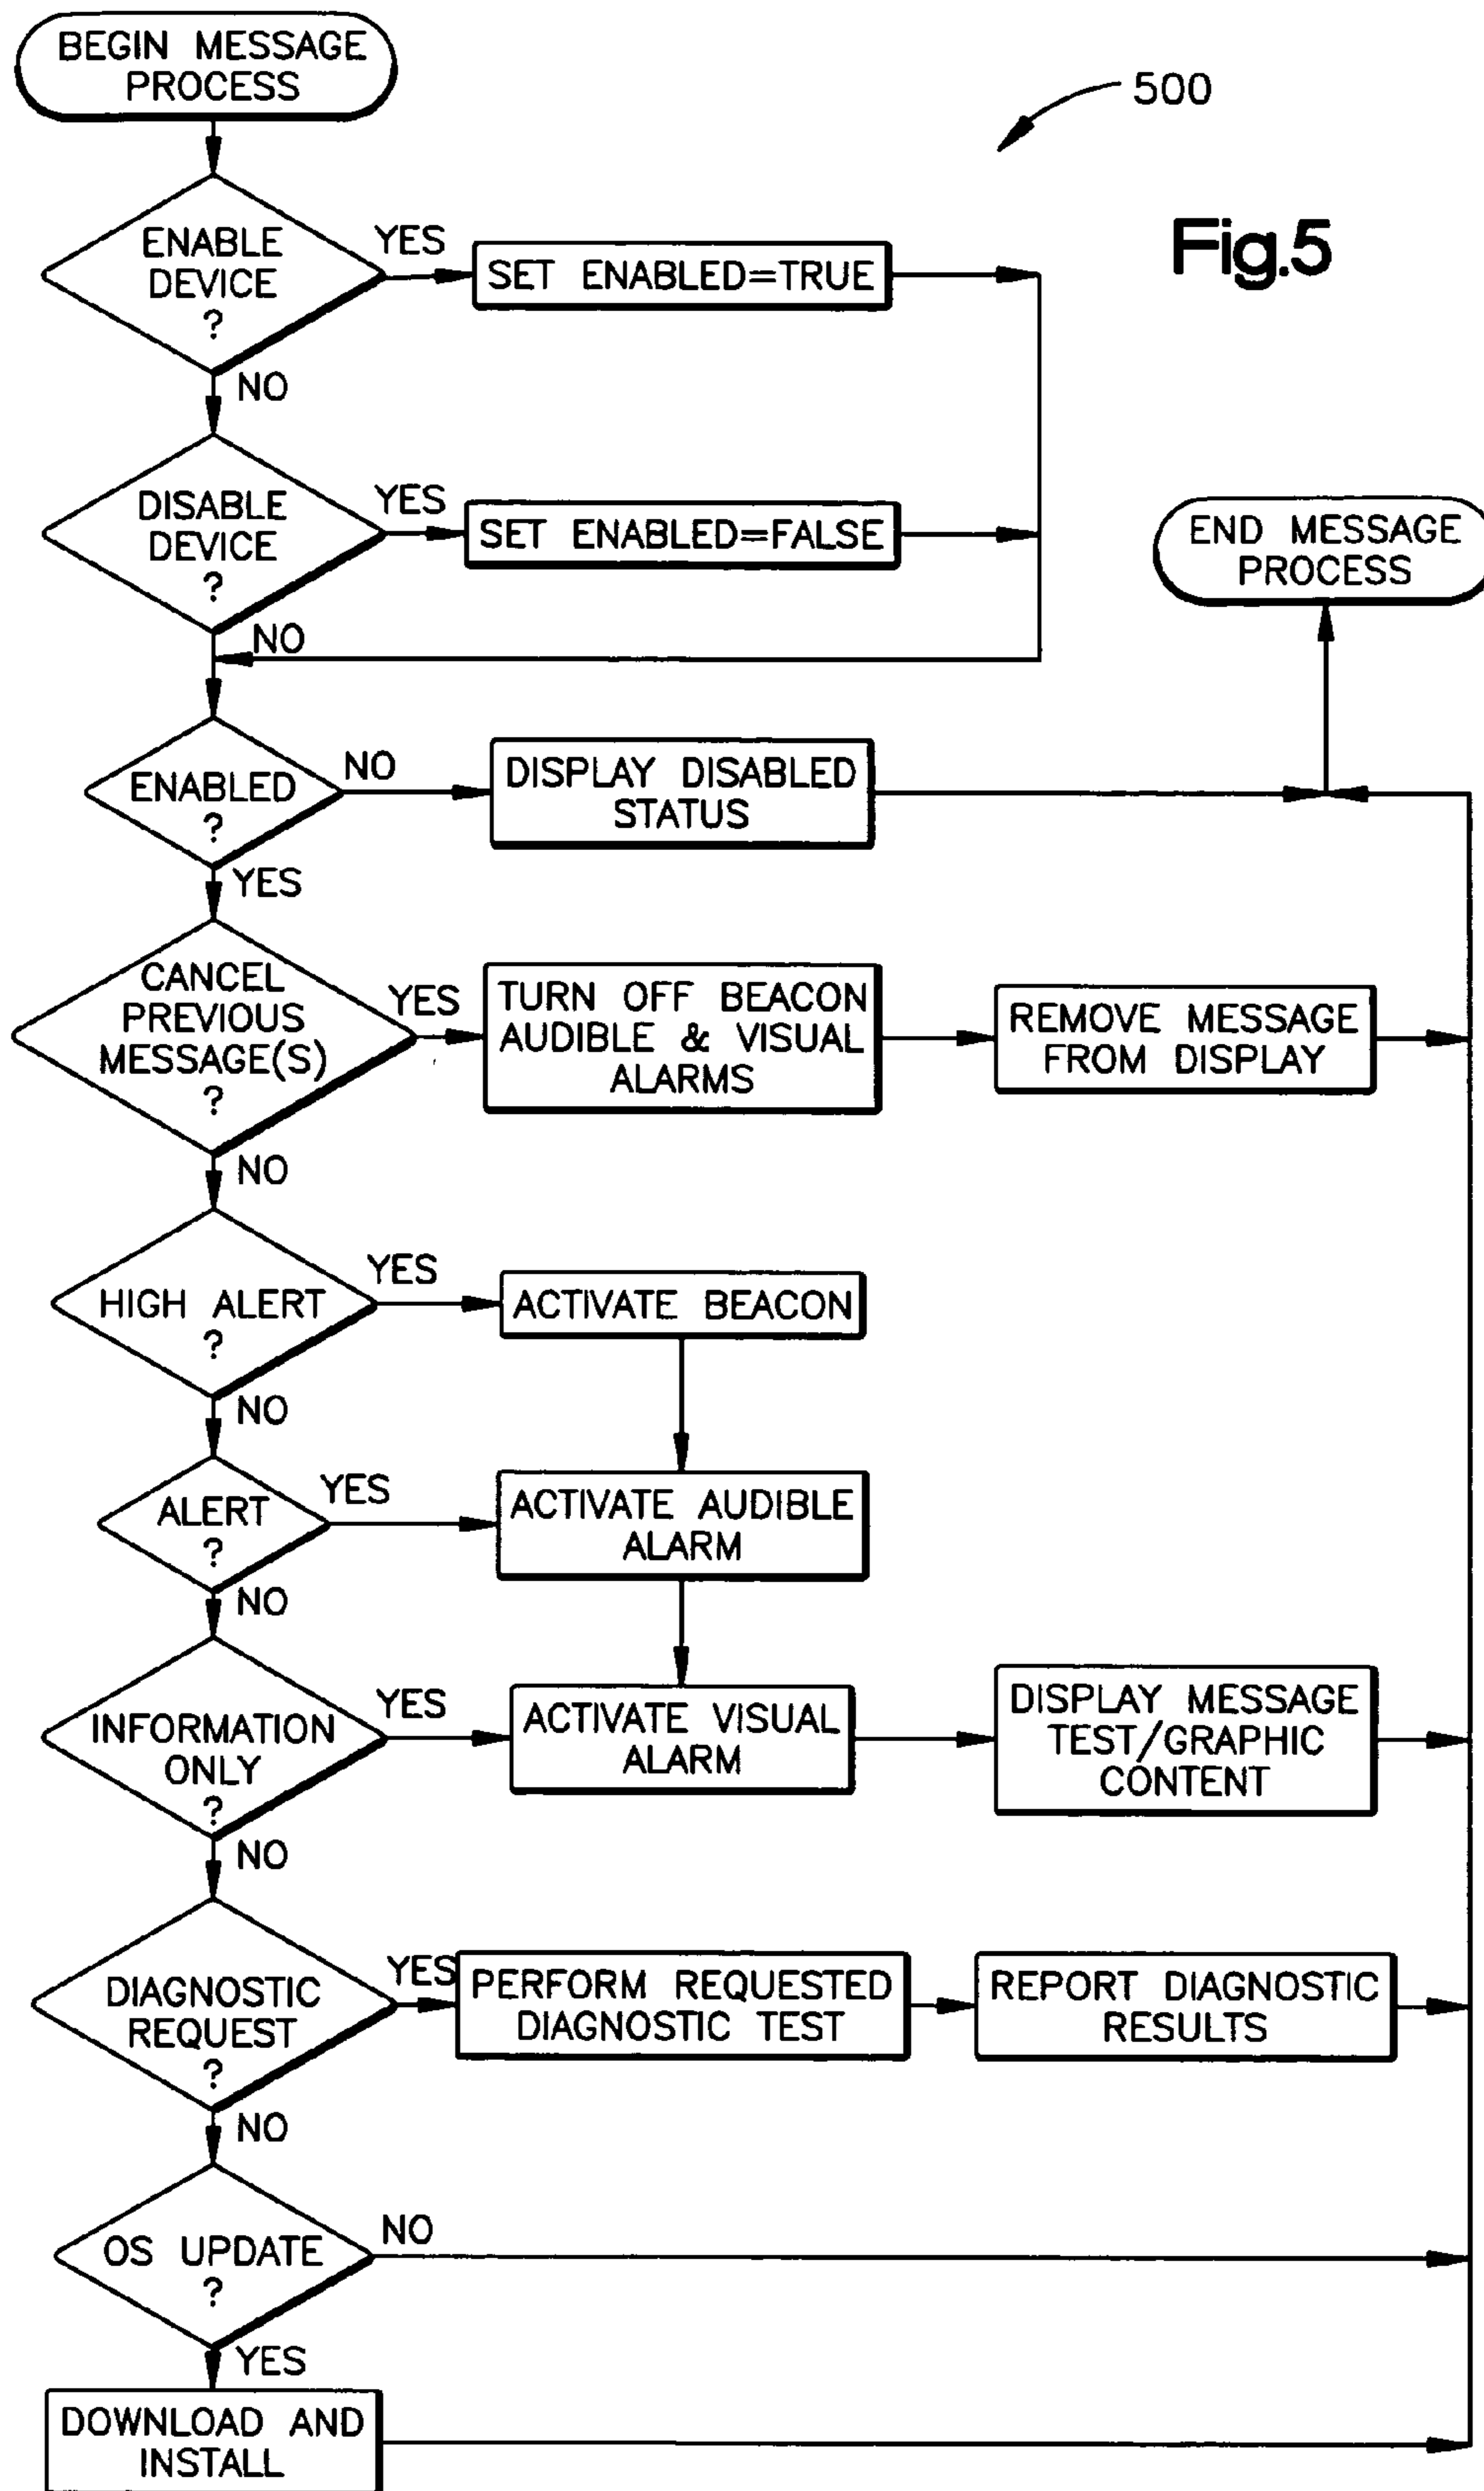 BEGIN MESSAGE
PROCESS
500
Fig.5
ENABLE
DEVICE
?
YES
SET ENABLED=TRUE
NO
DISABLE
DEVICE
?
YES
SET ENABLED=FALSE
END MESSAGE
PROCESS
NO
ENABLED
?
NO
DISPLAY DISABLED
STATUS
YES
CANCEL
PREVIOUS
MESSAGE(S)
?
YES
TURN OFF BEACON
AUDIBLE & VISUAL
ALARMS
REMOVE MESSAGE
FROM DISPLAY
NO
HIGH ALERT
?
YES
ACTIVATE BEACON
NO
ALERT
?
YES
ACTIVATE AUDIBLE
ALARM
NO
INFORMATION
ONLY
?
YES
ACTIVATE VISUAL
ALARM
DISPLAY MESSAGE
TEST/GRAPHIC
CONTENT
NO
DIAGNOSTIC
REQUEST
?
YES
PERFORM REQUESTED
DIAGNOSTIC TEST
REPORT DIAGNOSTIC
RESULTS
NO
OS UPDATE
?
NO
YES
DOWNLOAD AND
INSTALL